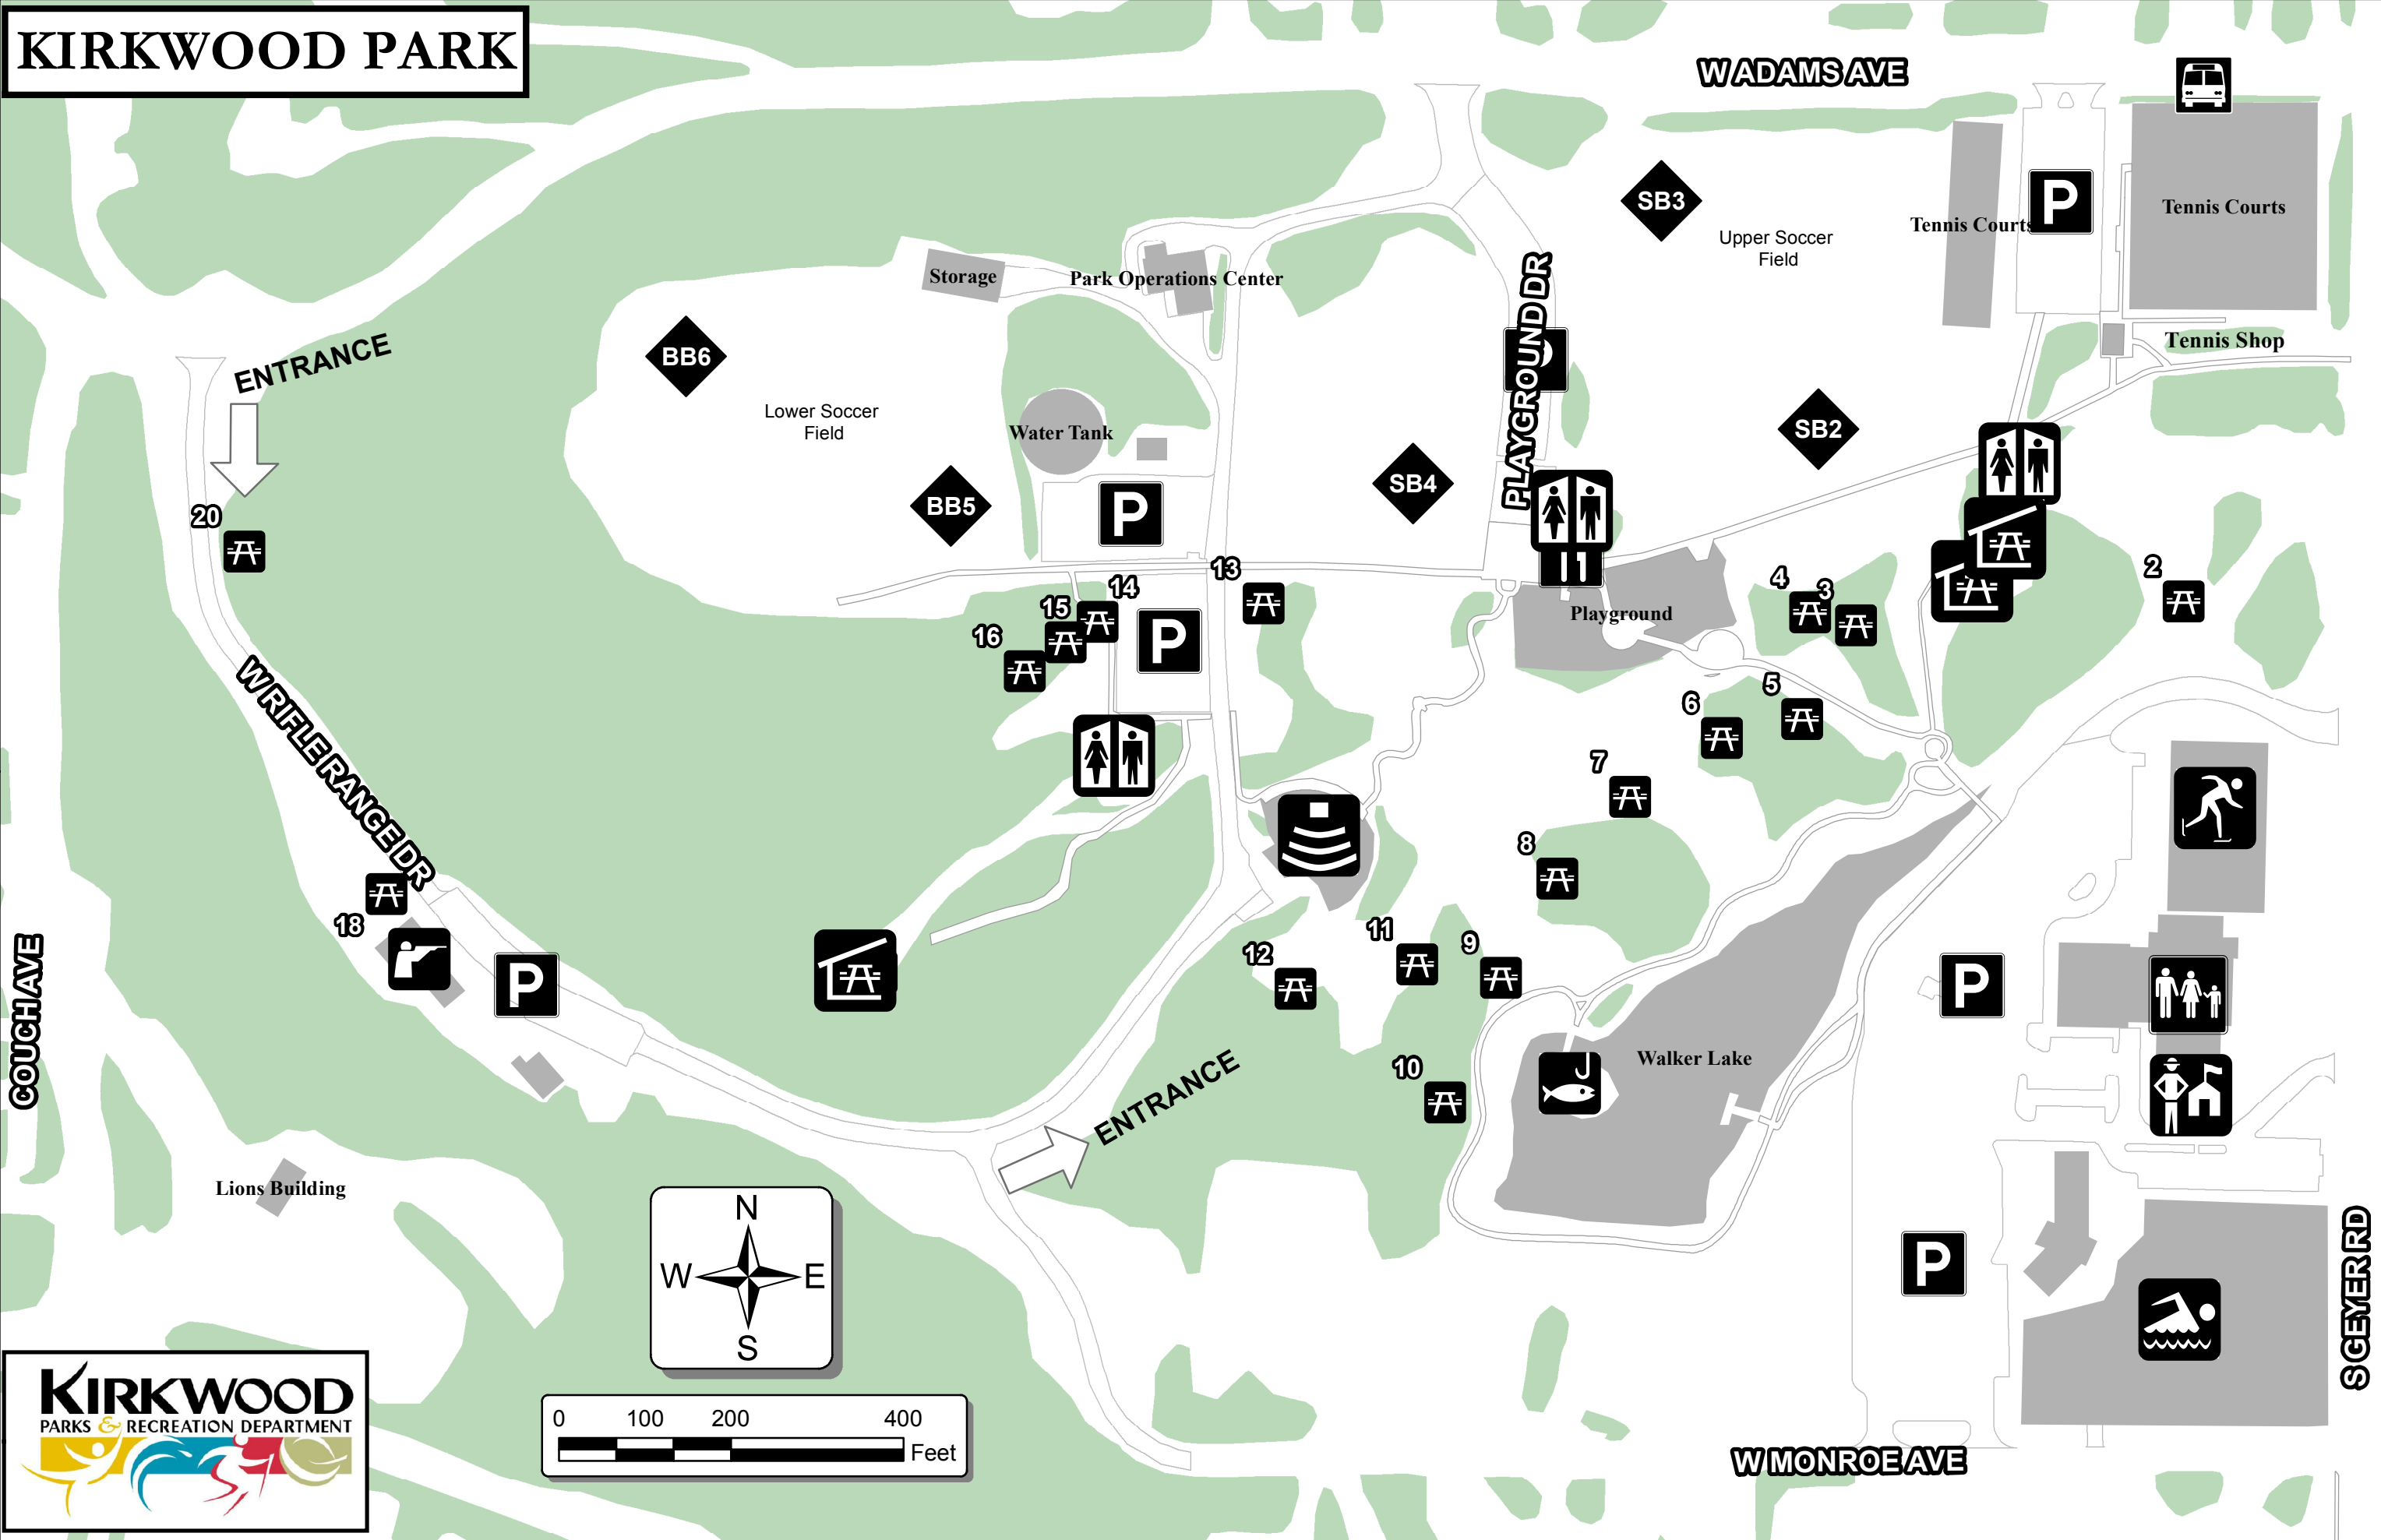 KIRKWOOD PARK
W ADAMS AVE
SB3
Tennis Courts
P
Tennis Courts
Upper Soccer
Field
Storage
Park Operations Center
PLAYGROUND DR
Tennis Shop
ENTRANCE
BB6
Lower Soccer
Field
Water Tank
SB2
SB4
BB5
P
20
13
14
15
16
P
Playground
4
3
2
5
6
7
8
W RIFLE RANGE DR
18
P
11
9
12
10
P
Walker Lake
COUCH AVE
ENTRANCE
Lions Building
N
W
E
S
P
S GEYER RD
0 100 200 400
Feet
W MONROE AVE
KIRKWOOD
PARKS & RECREATION DEPARTMENT